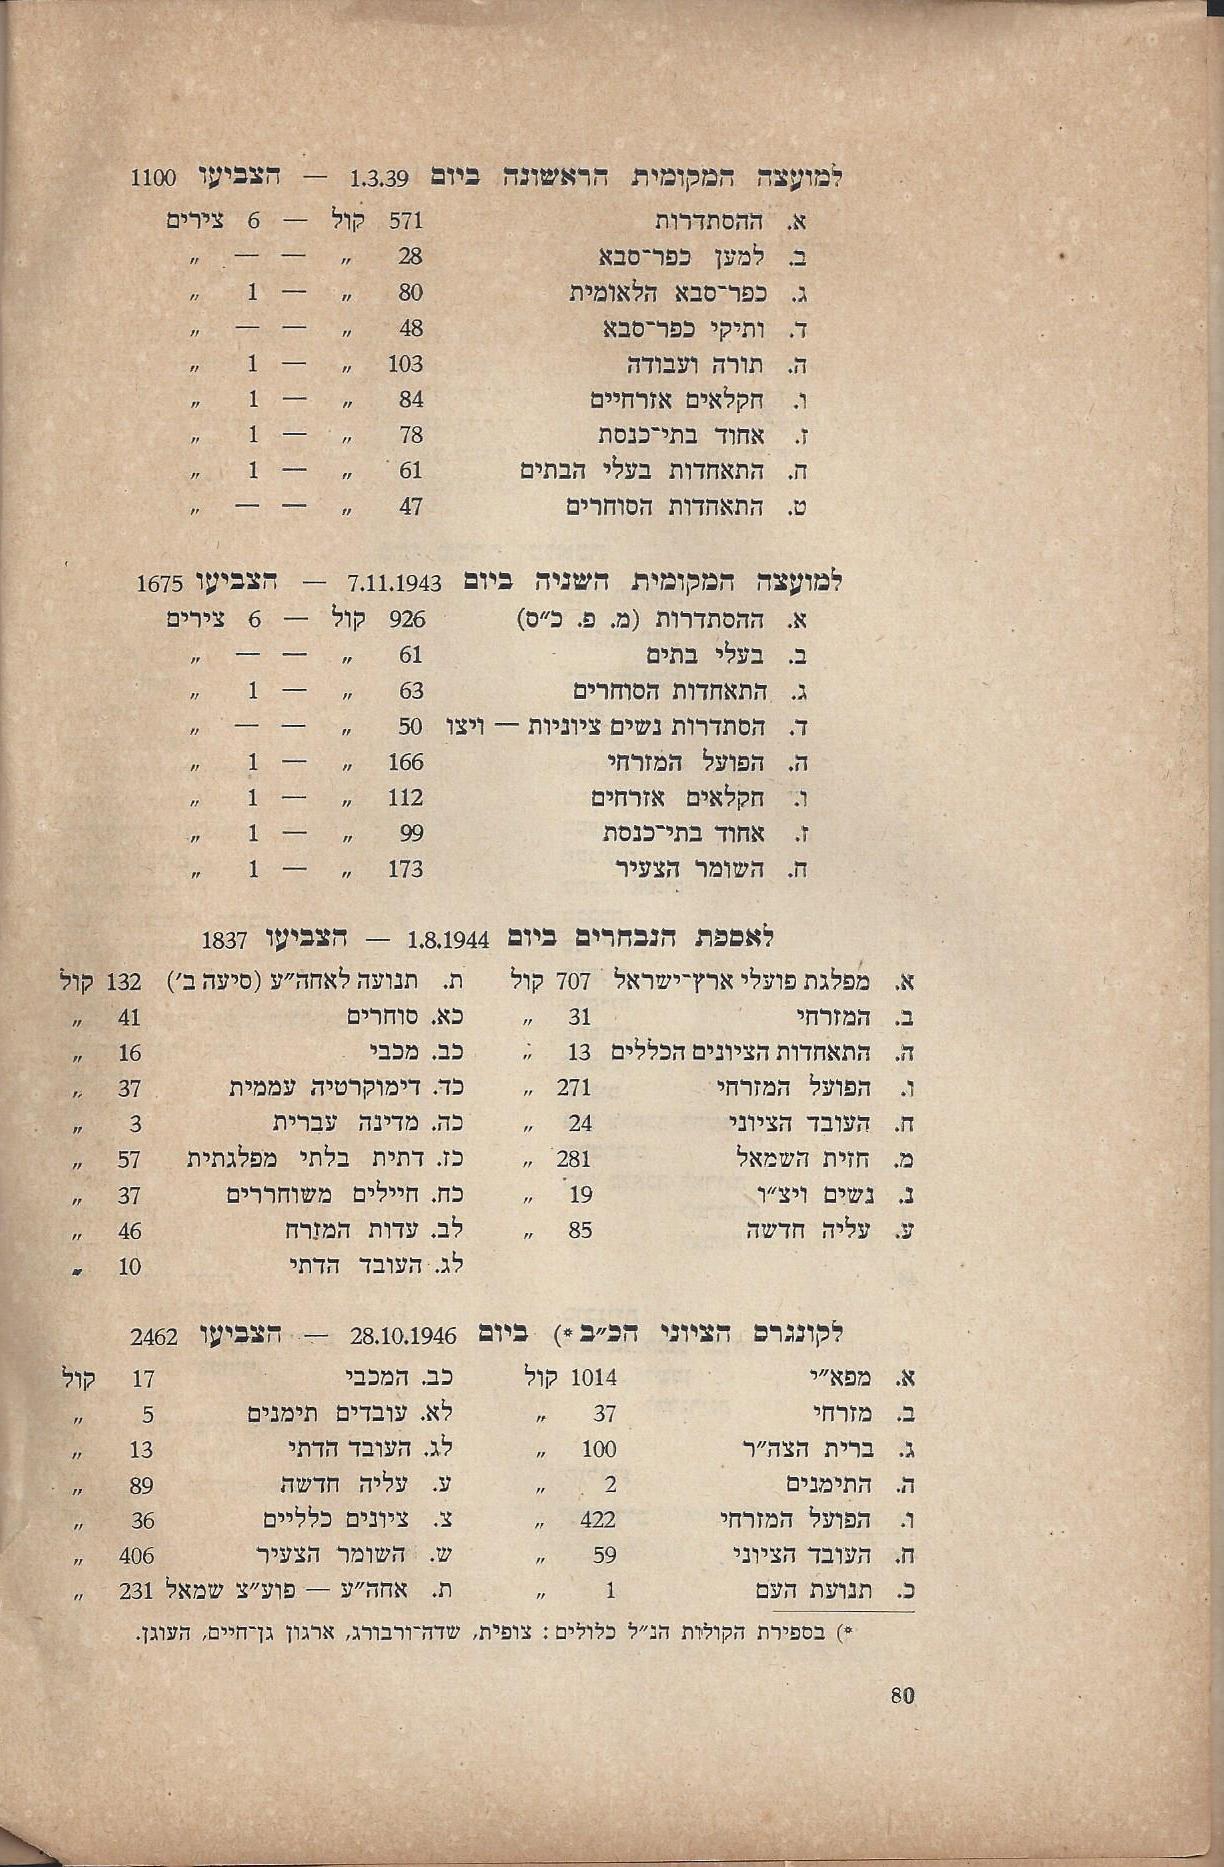 למועצה המקומית הראשונה ביום 1.3.39 — הצביעו 1100
א. ההסתדרות 571 קול — 6 צירים
ב. למען כפר־סבא 28 „ — — „
ג. כפר־סבא הלאומית 80 „ — 1 „
ד. ותיקי כפר־סבא 48 „ — — „
ה. תורה ועבודה 103 „ — 1 „
ו. חקלאים אזרחיים 84 „ — 1 „
ז. אחוד בתי־כנסת 78 „ — 1 „
ח. התאחדות בעלי הבתים 61 „ — 1 „
ט. התאחדות הסוחרים 47 „ — — „
למועצה המקומית השניה ביום 7.11.1943 — הצביעו 1675
א. ההסתדרות (מ. פ. כ״ס) 926 קול — 6 צירים
ב. בעלי בתים 61 „ — — „
ג. התאחדות הסוחרים 63 „ — 1 „
ד. הסתדרות נשים ציוניות — ויצו 50 „ — — „
ה. הפועל המזרחי 166 „ — 1 „
ו. חקלאים אזרחים 112 „ — 1 „
ז. אחוד בתי־כנסת 99 „ — 1 „
ח. השומר הצעיר 173 „ — 1 „
לאספת הנבחרים ביום 1.8.1944 — הצביעו 1837
א. מפלגת פועלי ארץ־ישראל 707 קול ת. תנועה לאחה״ע (סיעה ב׳) 132 קול
ב. המזרחי 31 „ כא. סוחרים 41 „
ה. התאחדות הציונים הכללים 13 „ כב. מכבי 16 „
ו. הפועל המזרחי 271 „ כד. דימוקרטיה עממית 37 „
ח. העובד הציוני 24 „ כה. מדינה עברית 3 „
מ. חזית השמאל 281 „ כז. דתית בלתי מפלגתית 57 „
נ. נשים ויצ״ו 19 „ כח. חיילים משוחררים 37 „
ע. עליה חדשה 85 „ לב. עדות המזרח 46 „
לג. העובד הדתי 10 „
לקונגרס הציוני הכ״ב *) ביום 28.10.1946 — הצביעו 2462
א. מפא״י 1014 קול כב. המכבי 17 קול
ב. מזרחי 37 „ לא. עובדים תימנים 5 „
ג. ברית הצה״ר 100 „ לג. העובד הדתי 13 „
ה. התימנים 2 „ ע. עליה חדשה 89 „
ו. הפועל המזרחי 422 „ צ. ציונים כלליים 36 „
ח. העובד הציוני 59 „ ש. השומר הצעיר 406 „
כ. תנועת העם 1 „ ת. אחה״ע — פוע״צ שמאל 231 „
*) בספירת הקולות הנ״ל כלולים: צופית, שדה־ורבורג, ארגון גן־חיים, העוגן.
80